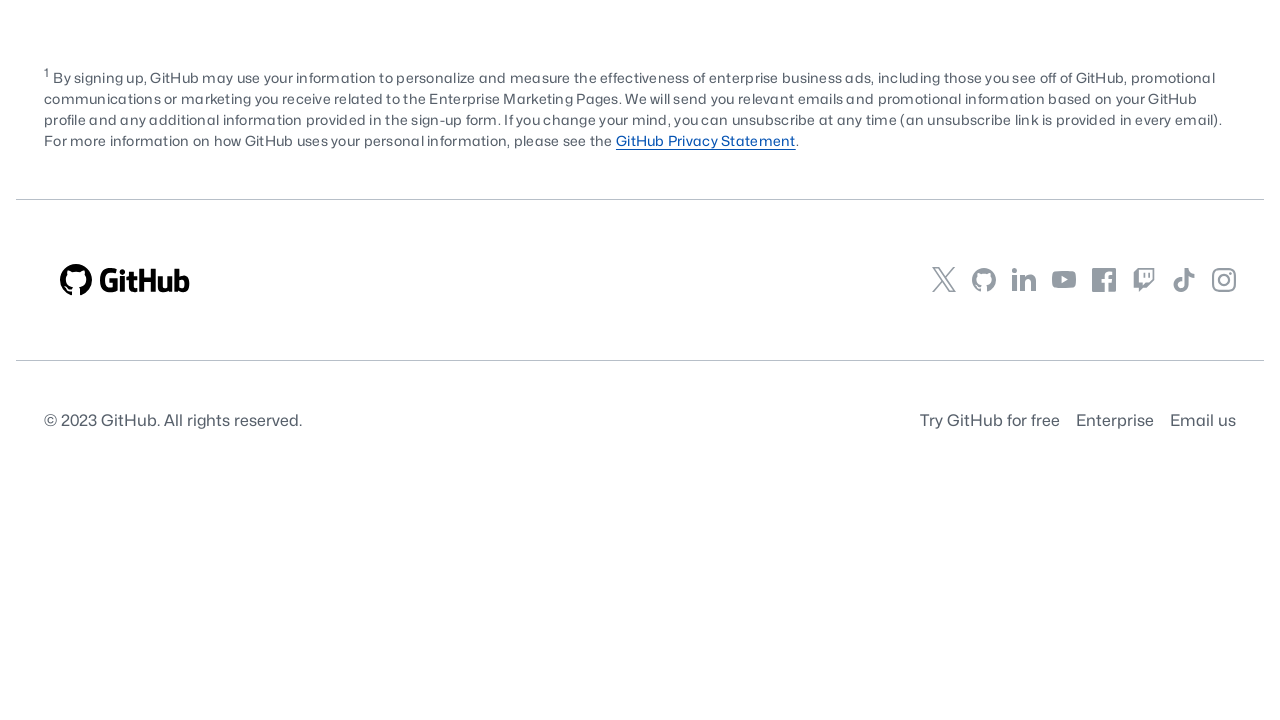 1 By signing up, GitHub may use your information to personalize and measure the effectiveness of enterprise business ads, including those you see off of GitHub, promotional
communications or marketing you receive related to the Enterprise Marketing Pages. We will send you relevant emails and promotional information based on your GitHub
profile and any additional information provided in the sign-up form. If you change your mind, you can unsubscribe at any time (an unsubscribe link is provided in every email).
For more information on how GitHub uses your personal information, please see the GitHub Privacy Statement.
GitHub
© 2023 GitHub. All rights reserved.
Try GitHub for free Enterprise Email us